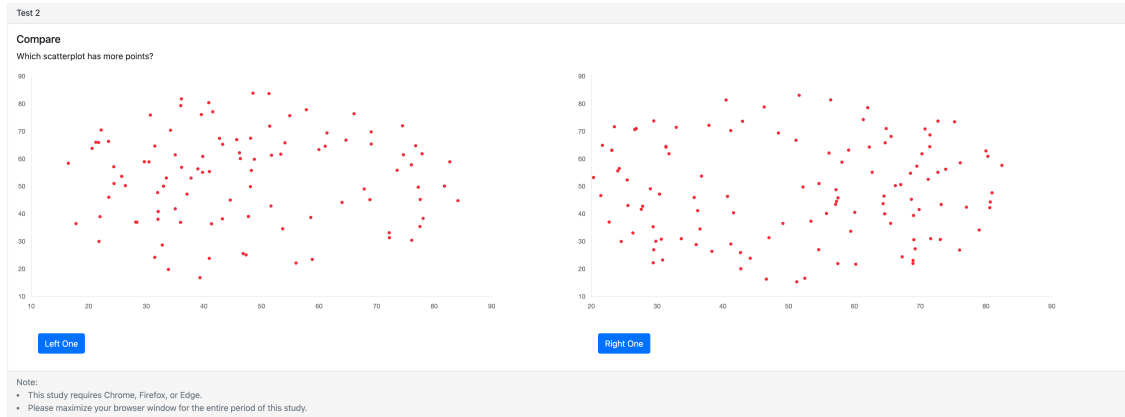 Test 2
Compare
Which scatterplot has more points?
90
80
70
60
50
40
30
20
10
10 20 30 40 50 60 70 80 90
90
80
70
60
50
40
30
20
10
20 30 40 50 60 70 80 90
Left One
Right One
Note:
• This study requires Chrome, Firefox, or Edge.
• Please maximize your browser window for the entire period of this study.